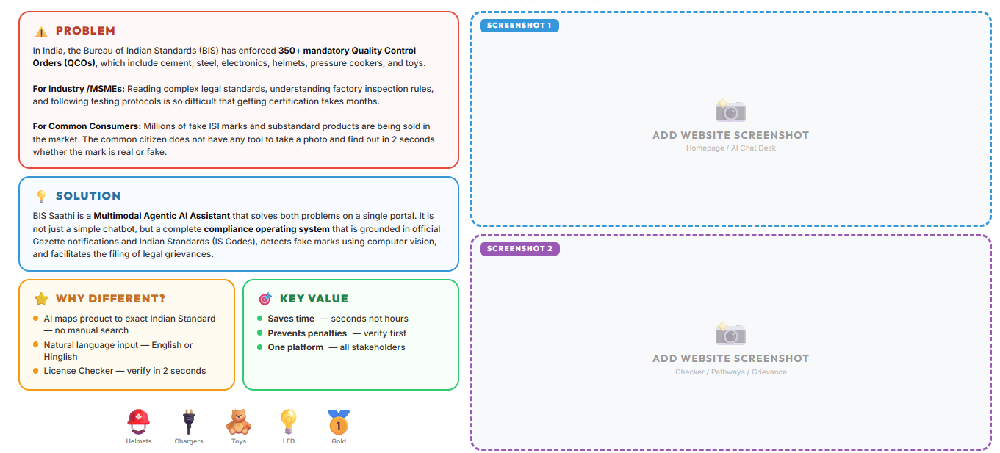 PROBLEM
In India, the Bureau of Indian Standards (BIS) has enforced 350+ mandatory Quality Control
Orders (QCOs), which include cement, steel, electronics, helmets, pressure cookers, and toys.
For Industry /MSMEs: Reading complex legal standards, understanding factory inspection rules,
and following testing protocols is so difficult that getting certification takes months.
For Common Consumers: Millions of fake ISI marks and substandard products are being sold in
the market. The common citizen does not have any tool to take a photo and find out in 2 seconds
whether the mark is real or fake.
SOLUTION
BIS Saathi is a Multimodal Agentic AI Assistant that solves both problems on a single portal. It is
not just a simple chatbot, but a complete compliance operating system that is grounded in official
Gazette notifications and Indian Standards (IS Codes), detects fake marks using computer vision,
and facilitates the filing of legal grievances.
WHY DIFFERENT?
AI maps product to exact Indian Standard
— no manual search
Natural language input — English or
Hinglish
License Checker — verify in 2 seconds
KEY VALUE
Saves time — seconds not hours
Prevents penalties — verify first
One platform — all stakeholders
1
Helmets Chargers Toys LED Gold
SCREENSHOT 1
ADD WEBSITE SCREENSHOT
Homepage / AI Chat Desk
SCREENSHOT 2
ADD WEBSITE SCREENSHOT
Checker / Pathways / Grievance